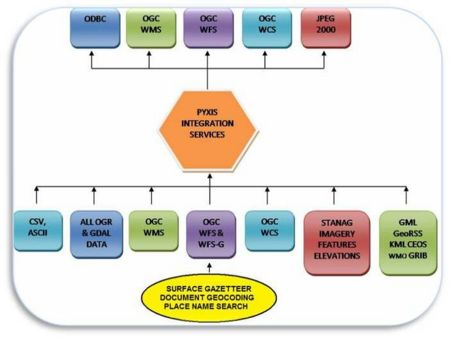 ODBC
OGC
WMS
OGC
WFS
OGC
WCS
JPEG
2000
PYXIS
INTEGRATION
SERVICES
CSV,
ASCII
ALL OGR
& GDAL
DATA
OGC
WMS
OGC
WFS &
WFS-G
OGC
WCS
STANAG
IMAGERY
FEATURES
ELEVATIONS
GML
GeoRSS
KML CEOS
WMO GRIB
SURFACE GAZETTEER
DOCUMENT GEOCODING
PLACE NAME SEARCH